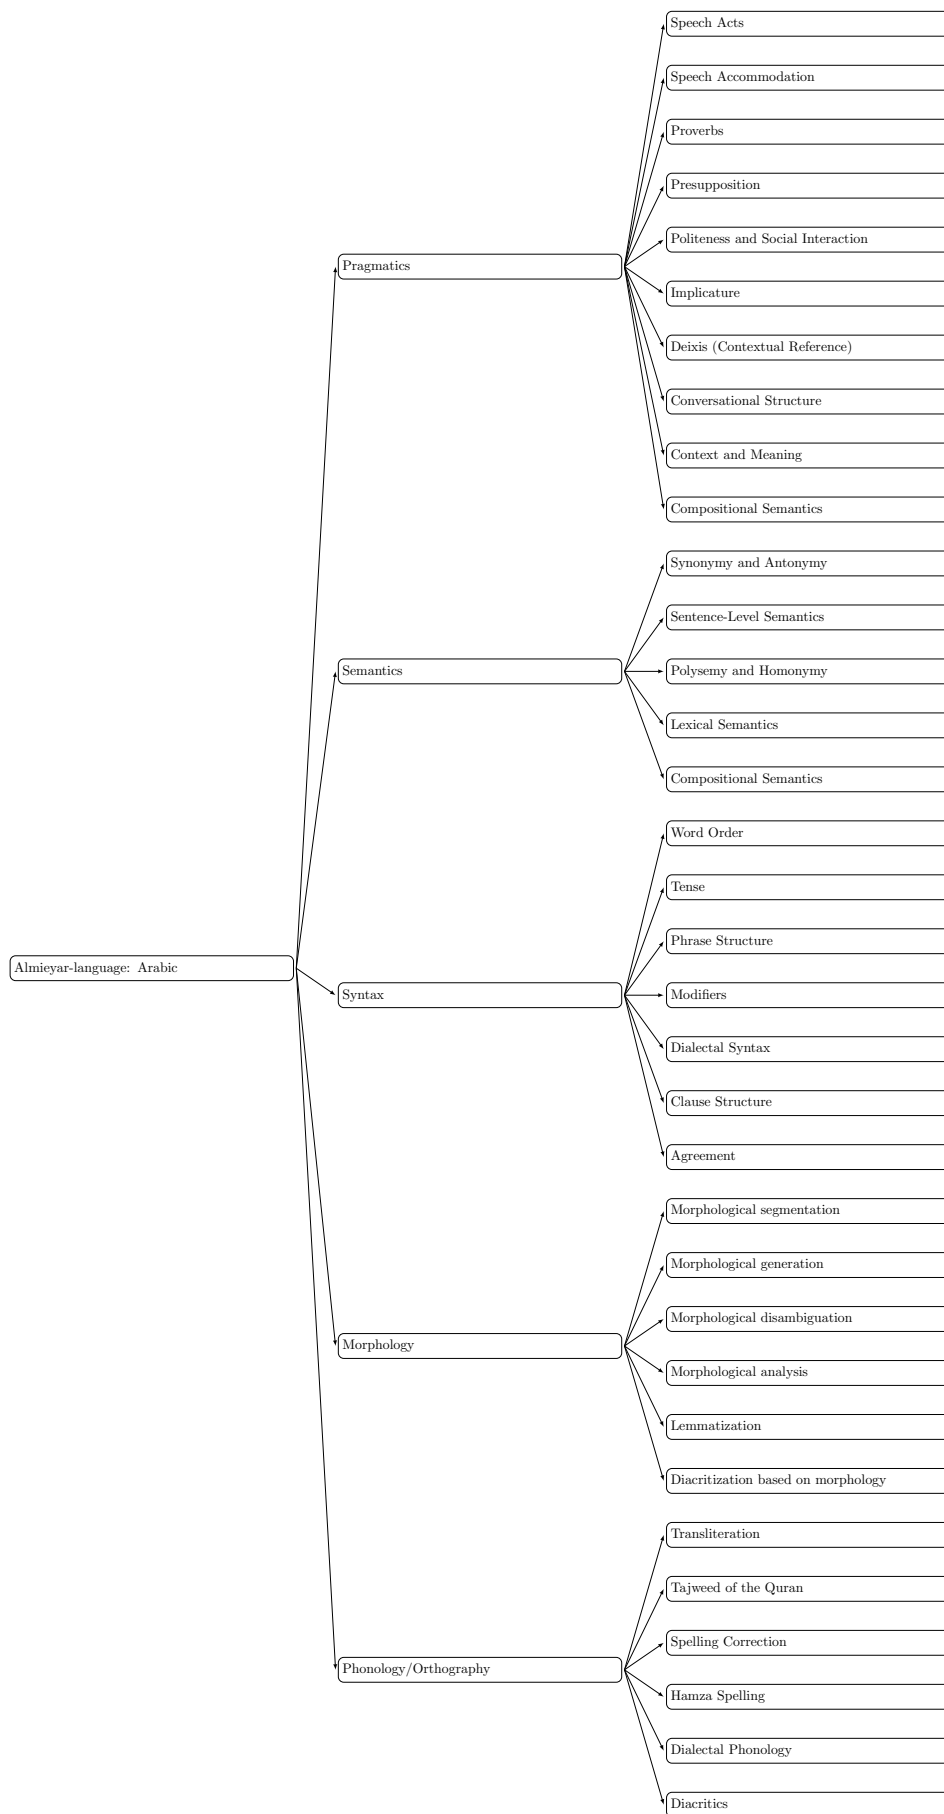 Speech Acts
Speech Accommodation
Proverbs
Presupposition
Politeness and Social Interaction
Pragmatics
Implicature
Deixis (Contextual Reference)
Conversational Structure
Context and Meaning
Compositional Semantics
Synonymy and Antonymy
Sentence-Level Semantics
Semantics
Polysemy and Homonymy
Lexical Semantics
Compositional Semantics
Word Order
Tense
Phrase Structure
Almieyar-language: Arabic
Syntax
Modifiers
Dialectal Syntax
Clause Structure
Agreement
Morphological segmentation
Morphological generation
Morphological disambiguation
Morphology
Morphological analysis
Lemmatization
Diacritization based on morphology
Transliteration
Tajweed of the Quran
Spelling Correction
Phonology/Orthography
Hamza Spelling
Dialectal Phonology
Diacritics